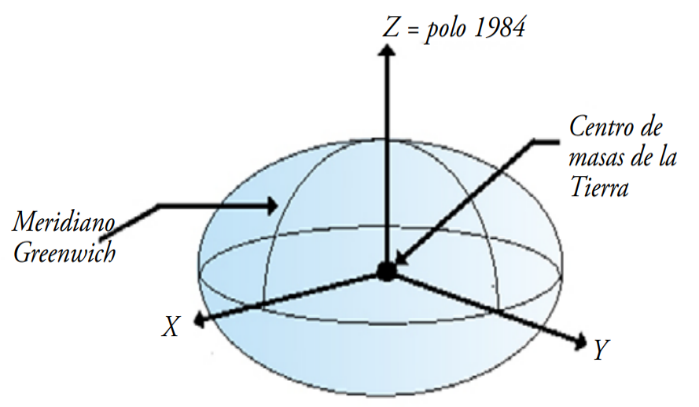 Z = polo 1984
Centro de
masas de la
Tierra
Meridiano
Greenwich
X
Y